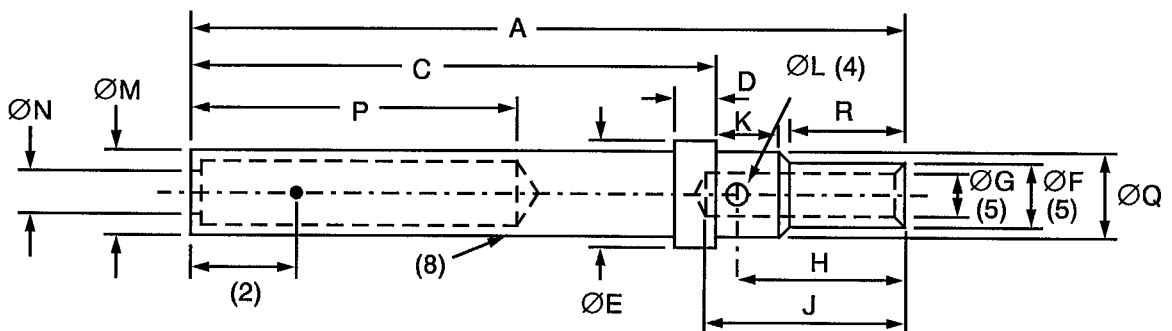 A
C
ØL (4)
D
ØN
ØM
P
K
R
ØG
(5)
ØF
(5)
ØQ
(2)
(8)
ØE
H
J